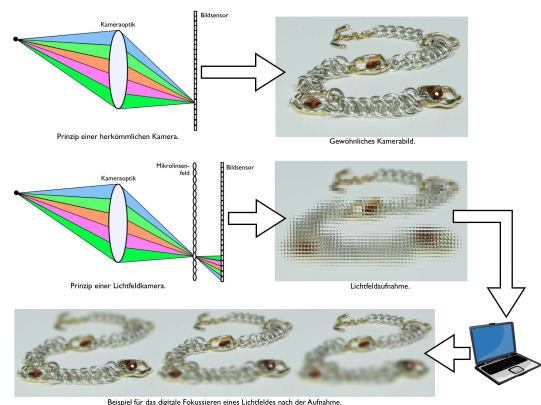 Kameraoptik
Bildsensor
Prinzip einer herkömmlichen Kamera.
Gewöhnliches Kamerabild.
Kameraoptik
Mikrolinsen-
feld
Bildsensor
Prinzip einer Lichtfeldkamera.
Lichtfeldaufnahme.
Beispiel für das digitale Fokussieren eines Lichtfeldes nach der Aufnahme.